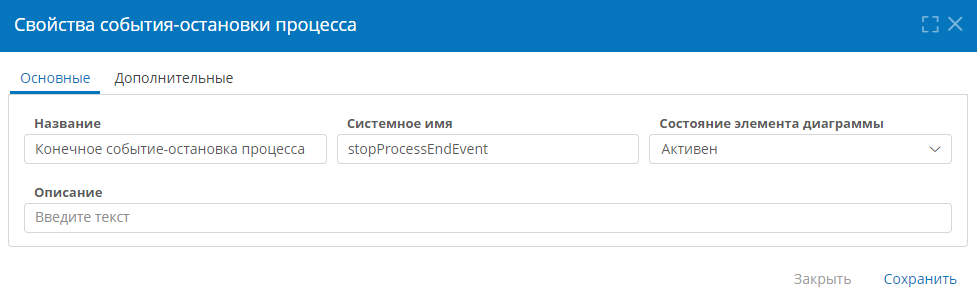 Свойства события-остановки процесса
Основные Дополнительные
Название Системное имя Состояние элемента диаграммы
Конечное событие-остановка процесса stopProcessEndEvent Активен
Описание
Введите текст
Закрыть Сохранить